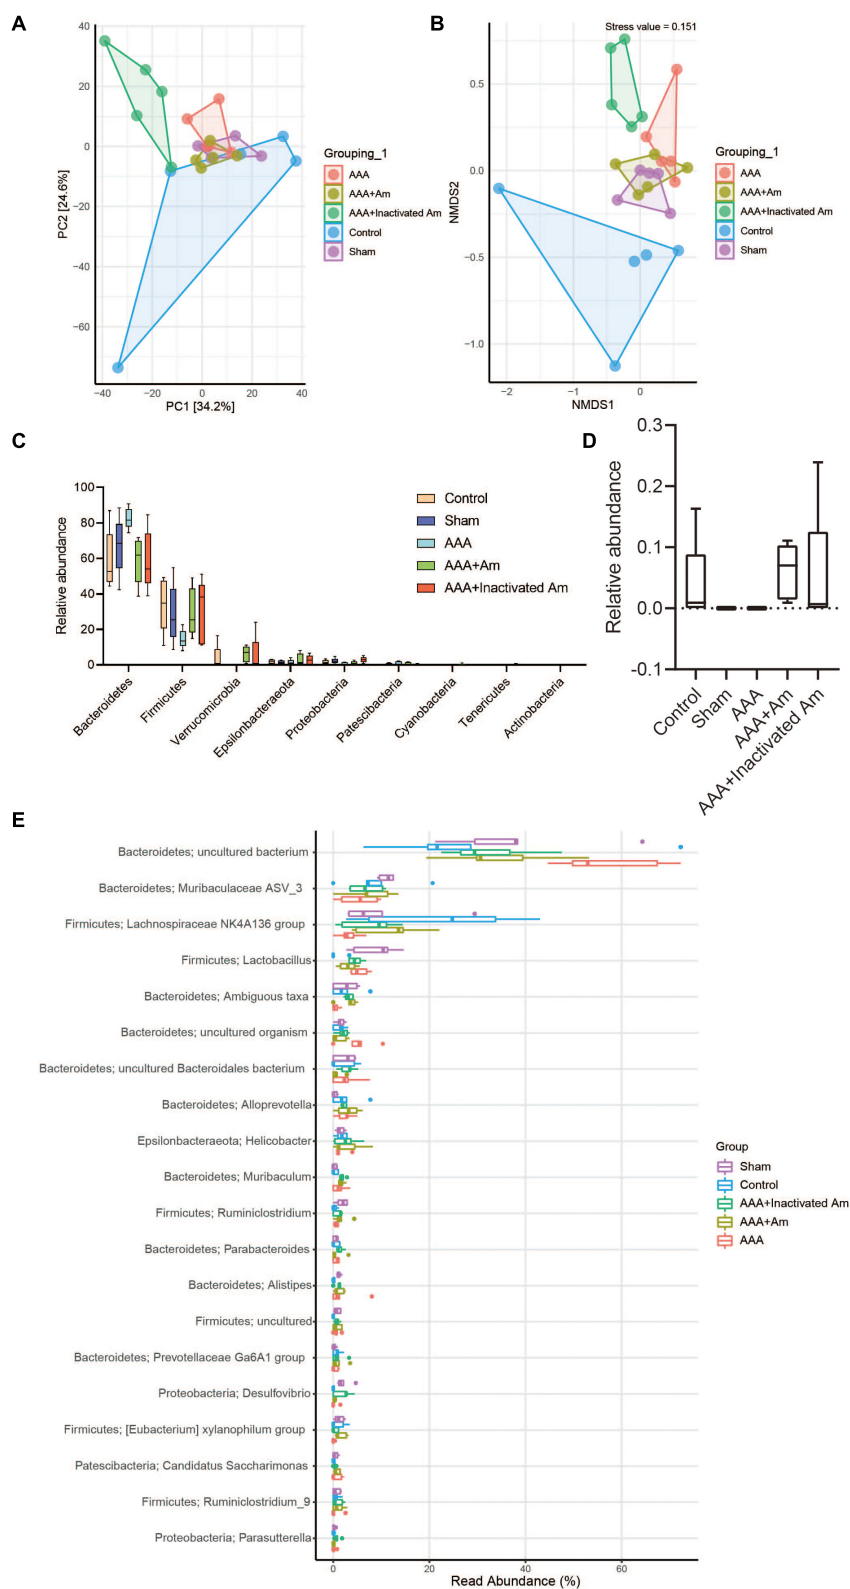 A
40
20
0
−20
−40
−60
PC2 [24.6%]
−40
−20
0
20
40
PC1 [34.2%]
Grouping_1
AAA
AAA+Am
AAA+Inactivated Am
Control
Sham
B
Stress value = 0.151
0.5
0.0
−0.5
−1.0
NMDS2
−2
−1
0
NMDS1
Grouping_1
AAA
AAA+Am
AAA+Inactivated Am
Control
Sham
C
100
80
60
40
20
0
Relative abundance
Control
Sham
AAA
AAA+Am
AAA+Inactivated Am
Bacteroidetes
Firmicutes
Verrucomicrobia
Epsilonbacteraeota
Proteobacteria
Patescibacteria
Cyanobacteria
Tenericutes
Actinobacteria
D
0.3
0.2
0.1
0.0
-0.1
Relative abundance
Control
Sham
AAA
AAA+Am
AAA+Inactivated Am
E
Bacteroidetes; uncultured bacterium
Bacteroidetes; Muribaculaceae ASV_3
Firmicutes; Lachnospiraceae NK4A136 group
Firmicutes; Lactobacillus
Bacteroidetes; Ambiguous taxa
Bacteroidetes; uncultured organism
Bacteroidetes; uncultured Bacteroidales bacterium
Bacteroidetes; Alloprevotella
Epsilonbacteraeota; Helicobacter
Bacteroidetes; Muribaculum
Firmicutes; Ruminiclostridium
Bacteroidetes; Parabacteroides
Bacteroidetes; Alistipes
Firmicutes; uncultured
Bacteroidetes; Prevotellaceae Ga6A1 group
Proteobacteria; Desulfovibrio
Firmicutes; [Eubacterium] xylanophilum group
Patescibacteria; Candidatus Saccharimonas
Firmicutes; Ruminiclostridium_9
Proteobacteria; Parasutterella
0
20
40
60
Read Abundance (%)
Group
Sham
Control
AAA+Inactivated Am
AAA+Am
AAA